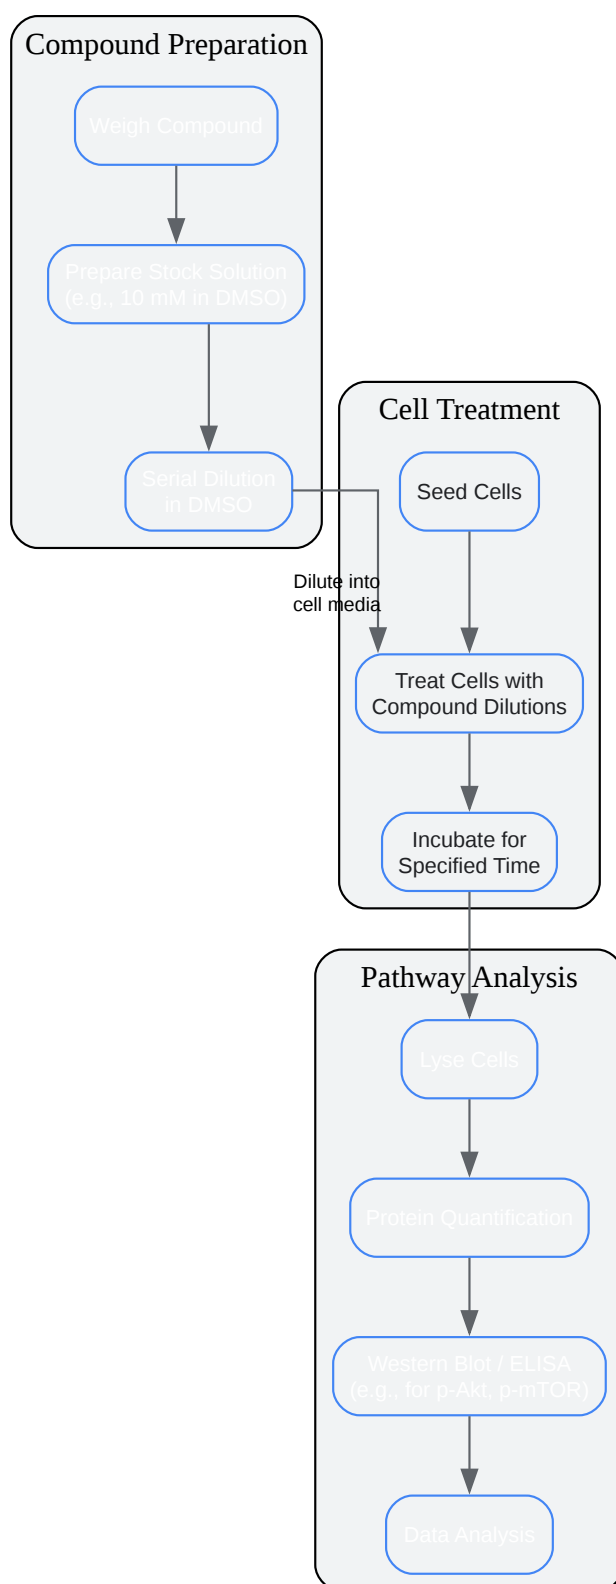 Compound Preparation
Weigh Compound
Prepare Stock Solution
(e.g., 10 mM in DMSO)
Serial Dilution
in DMSO
Dilute into
cell media
Cell Treatment
Seed Cells
Treat Cells with
Compound Dilutions
Incubate for
Specified Time
Pathway Analysis
Lyse Cells
Protein Quantification
Western Blot / ELISA
(e.g., for p-Akt, p-mTOR)
Data Analysis